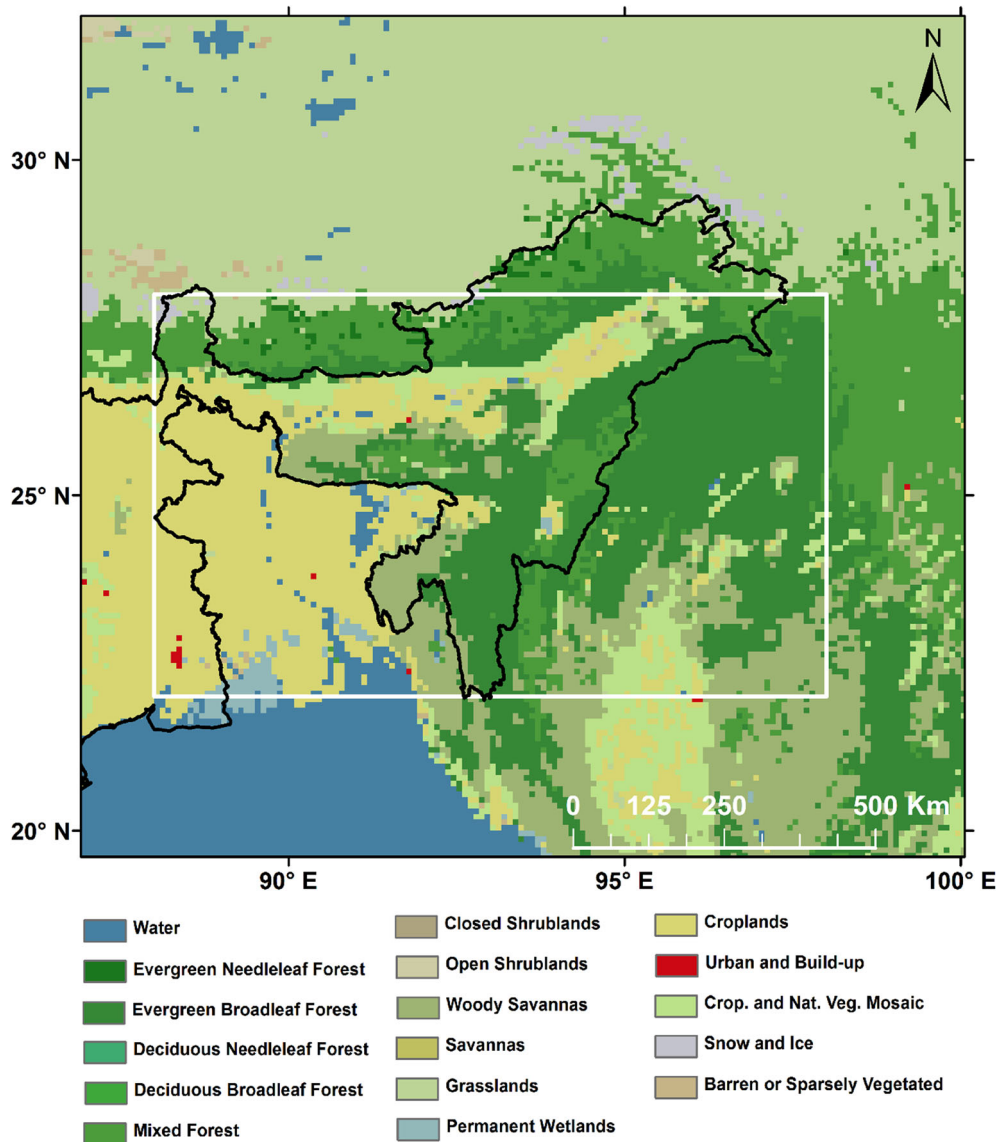 N
30° N
25° N
20° N
0 125 250 500 Km
90° E 95° E 100° E
Water
Evergreen Needleleaf Forest
Evergreen Broadleaf Forest
Deciduous Needleleaf Forest
Deciduous Broadleaf Forest
Mixed Forest
Closed Shrublands
Open Shrublands
Woody Savannas
Savannas
Grasslands
Permanent Wetlands
Croplands
Urban and Build-up
Crop. and Nat. Veg. Mosaic
Snow and Ice
Barren or Sparsely Vegetated